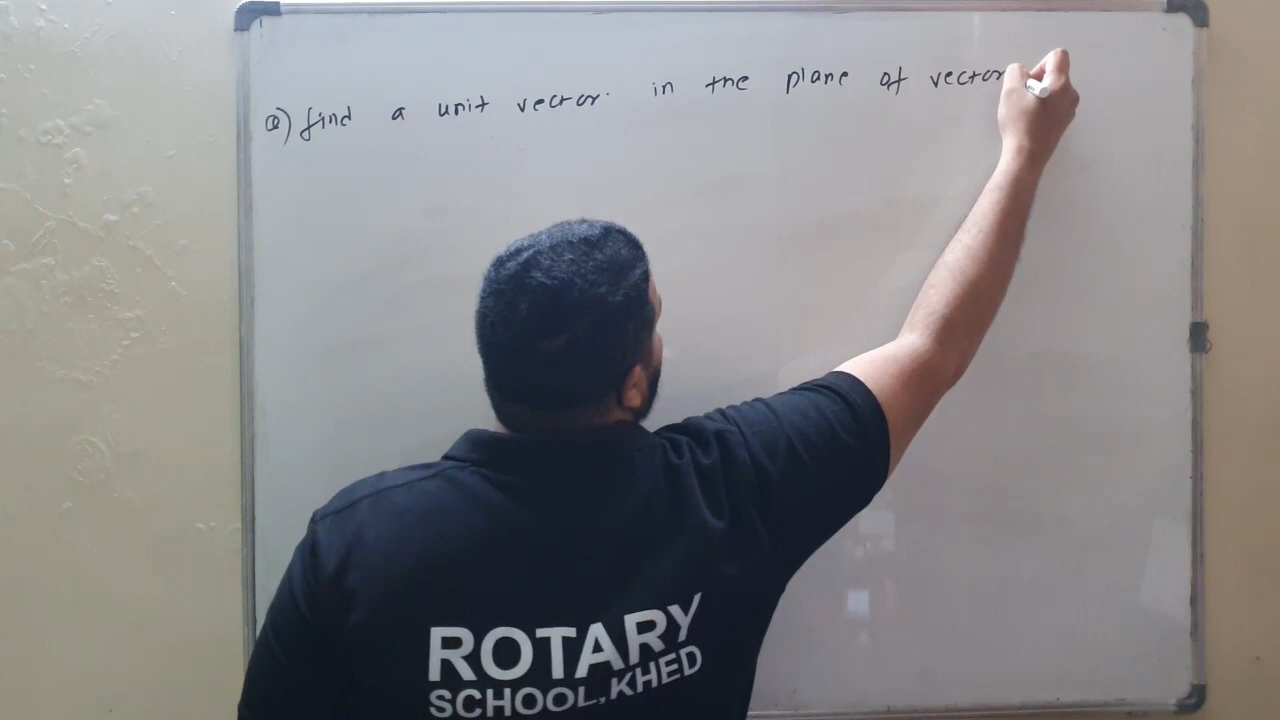 Q) find a unit vector. in the plane of vector
ROTARY
SCHOOL, KHED